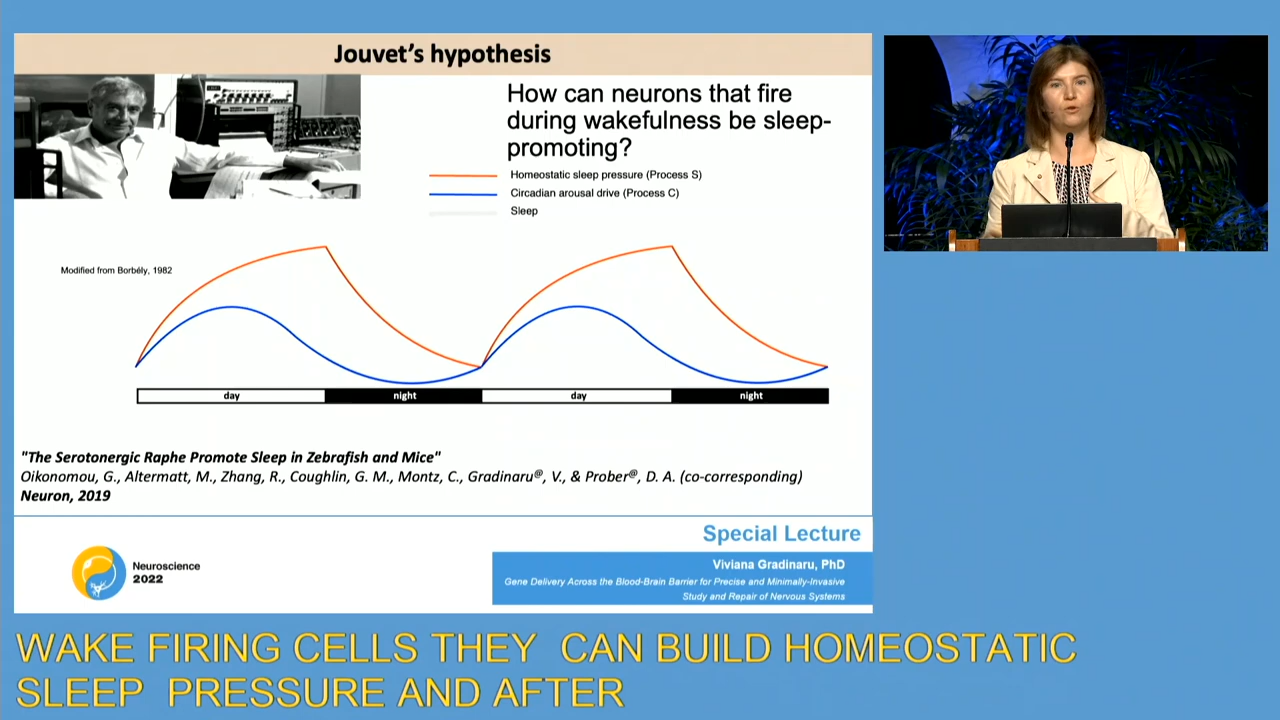 Jouvet's hypothesis
How can neurons that fire
during wakefulness be sleep-
promoting?
Homeostatic sleep pressure (Process S)
Circadian arousal drive (Process C)
Sleep
Modified from Borbély, 1982
day
night
day
night
"The Serotonergic Raphe Promote Sleep in Zebrafish and Mice"
Oikonomou, G., Altermatt, M., Zhang, R., Coughlin, G. M., Montz, C., Gradinaru@, V., & Prober@, D. A. (co-corresponding)
Neuron, 2019
Special Lecture
Neuroscience
2022
Viviana Gradinaru, PhD
Gene Delivery Across the Blood-Brain Barrier for Precise and Minimally-Invasive
Study and Repair of Nervous Systems
WAKE FIRING CELLS THEY CAN BUILD HOMEOSTATIC
SLEEP PRESSURE AND AFTER